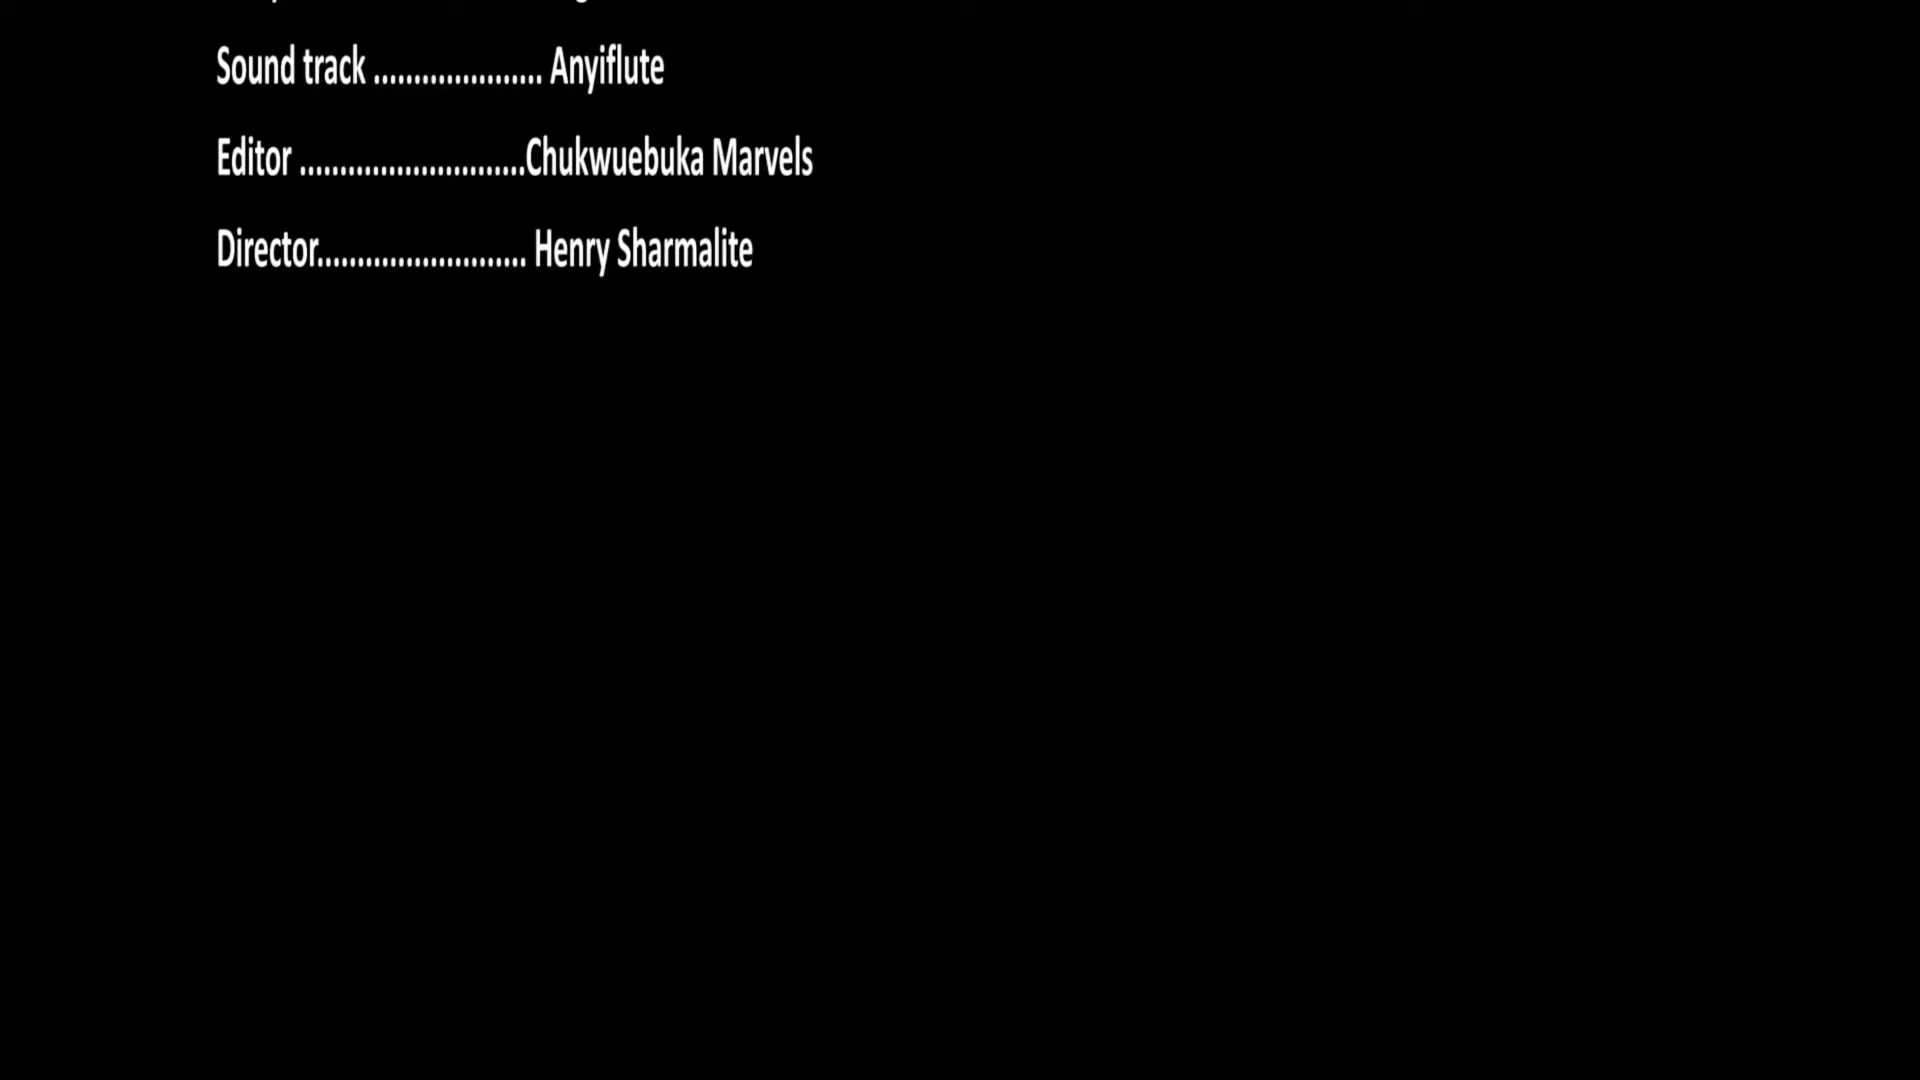 Sound track ..................... Anyiflute
Editor ............................Chukwuebuka Marvels
Director.......................... Henry Sharmalite